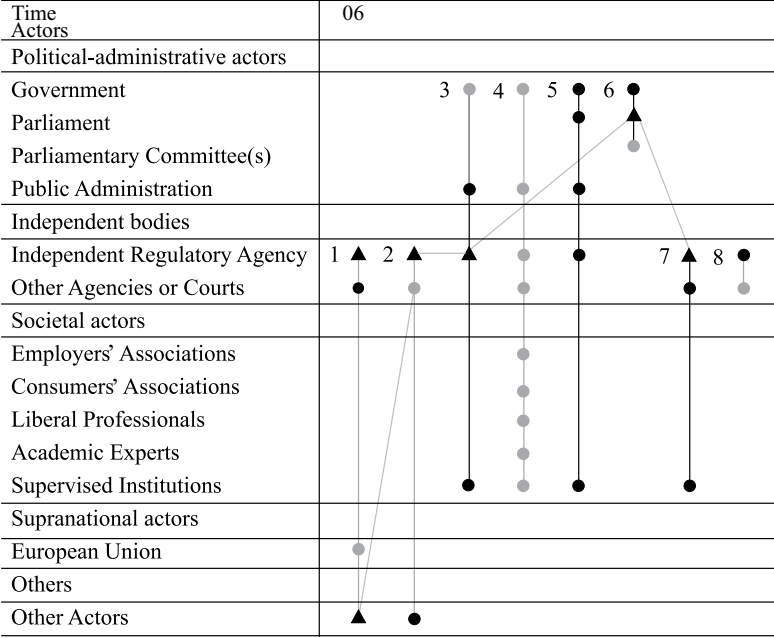 Time 06
Actors
Political-administrative actors
Government 3 4 5 6
Parliament
Parliamentary Committee(s)
Public Administration
Independent bodies
Independent Regulatory Agency 1 2 7 8
Other Agencies or Courts
Societal actors
Employers’ Associations
Consumers’ Associations
Liberal Professionals
Academic Experts
Supervised Institutions
Supranational actors
European Union
Others
Other Actors